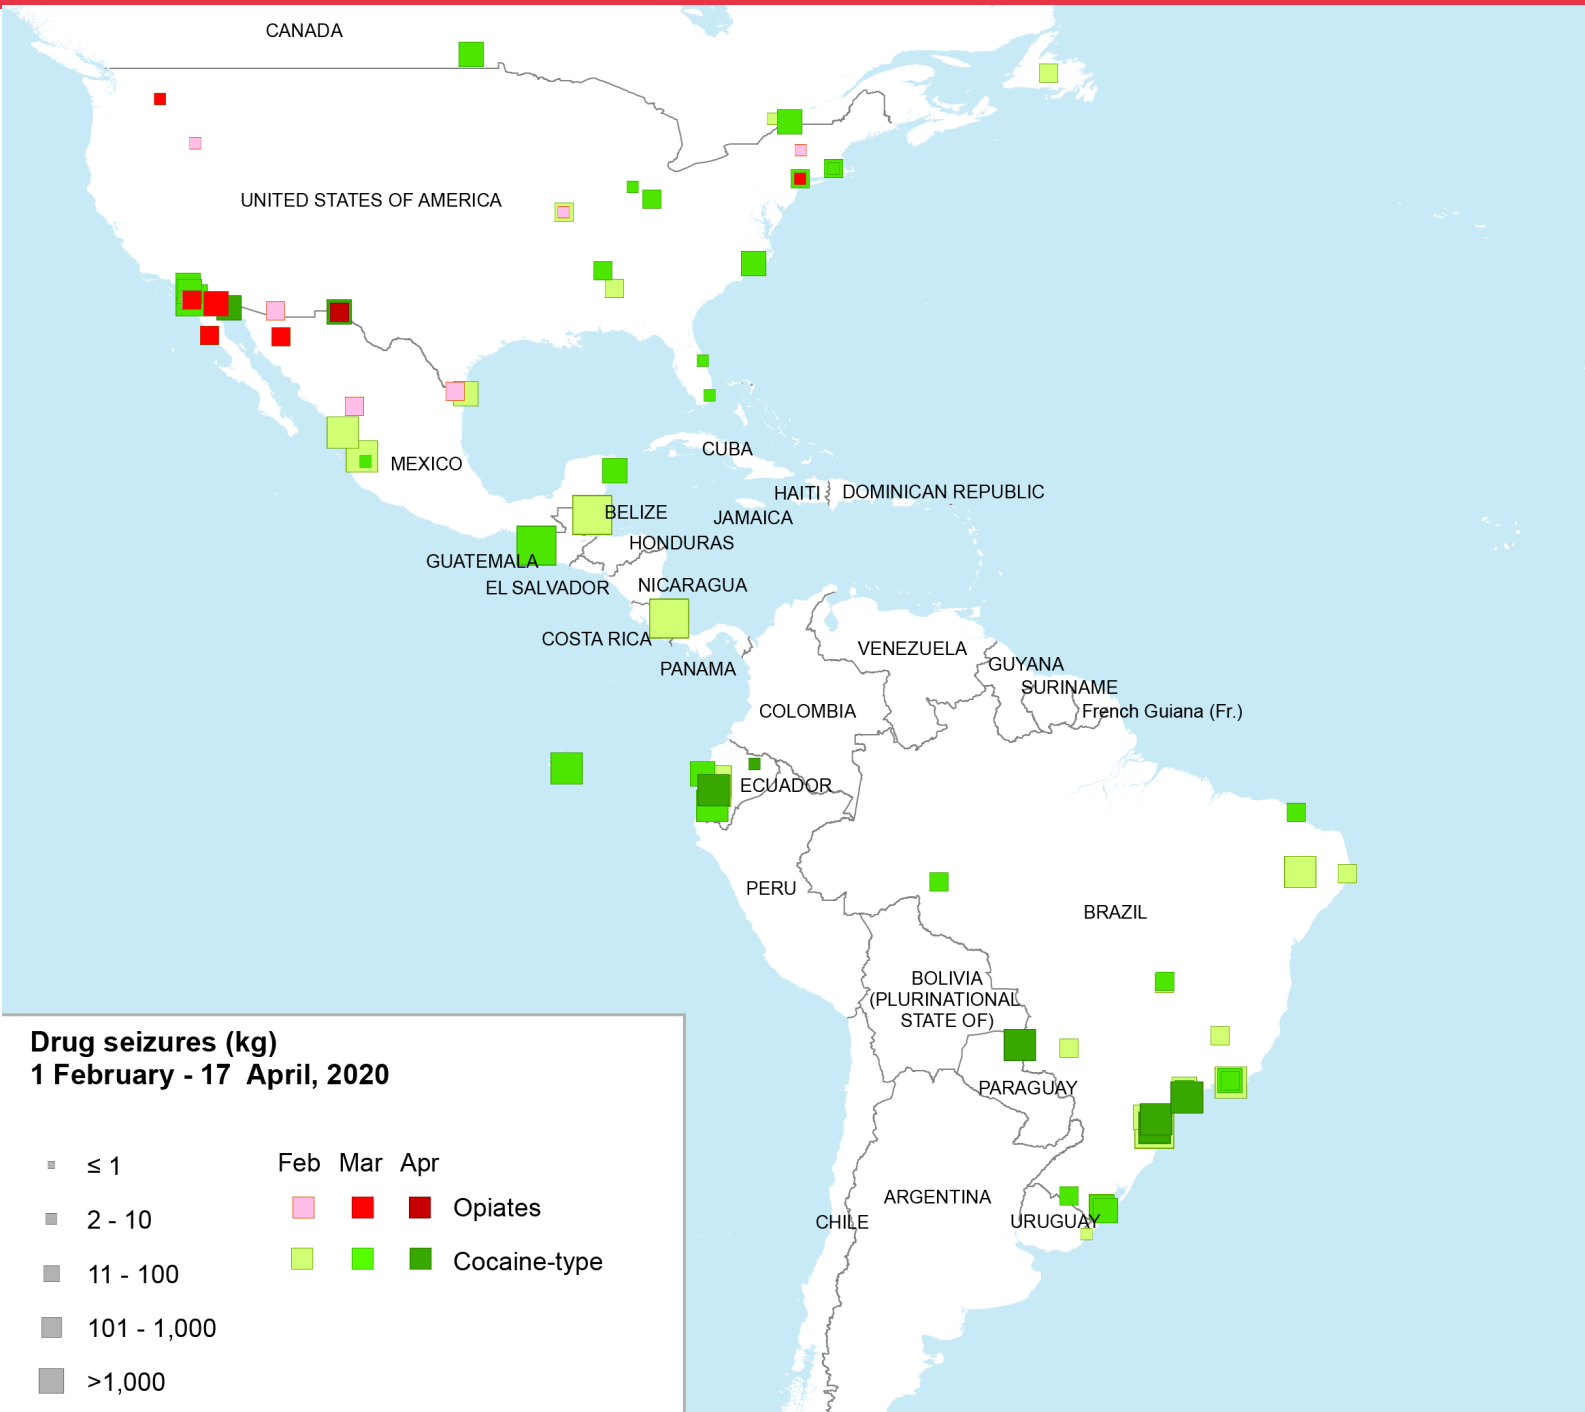 CANADA
UNITED STATES OF AMERICA
MEXICO
CUBA
HAITI
DOMINICAN REPUBLIC
JAMAICA
BELIZE
HONDURAS
GUATEMALA
EL SALVADOR
NICARAGUA
COSTA RICA
PANAMA
VENEZUELA
GUYANA
SURINAME
French Guiana (Fr.)
COLOMBIA
ECUADOR
PERU
BRAZIL
BOLIVIA
(PLURINATIONAL
STATE OF)
PARAGUAY
ARGENTINA
CHILE
URUGUAY
Drug seizures (kg)
1 February - 17 April, 2020
≤ 1
2 - 10
11 - 100
101 - 1,000
>1,000
Feb Mar Apr
Opiates
Cocaine-type